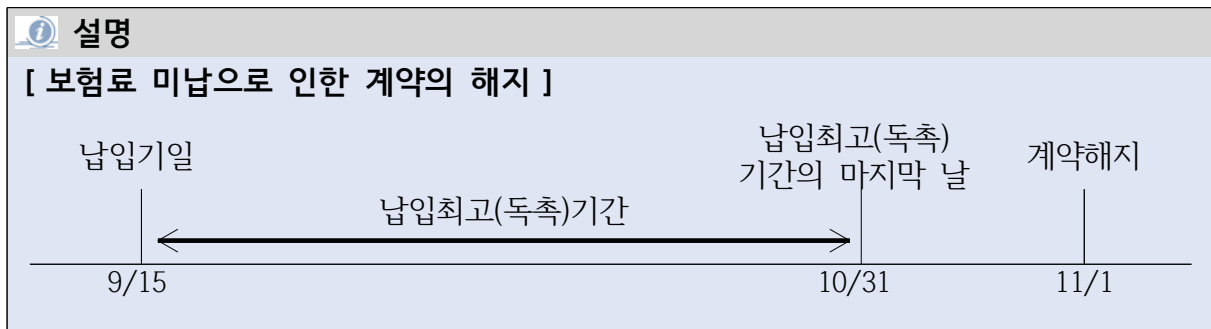 설명
[ 보험료 미납으로 인한 계약의 해지 ]
납입기일
납입최고(독촉)
기간의 마지막 날
계약해지
납입최고(독촉)기간
9/15
10/31
11/1